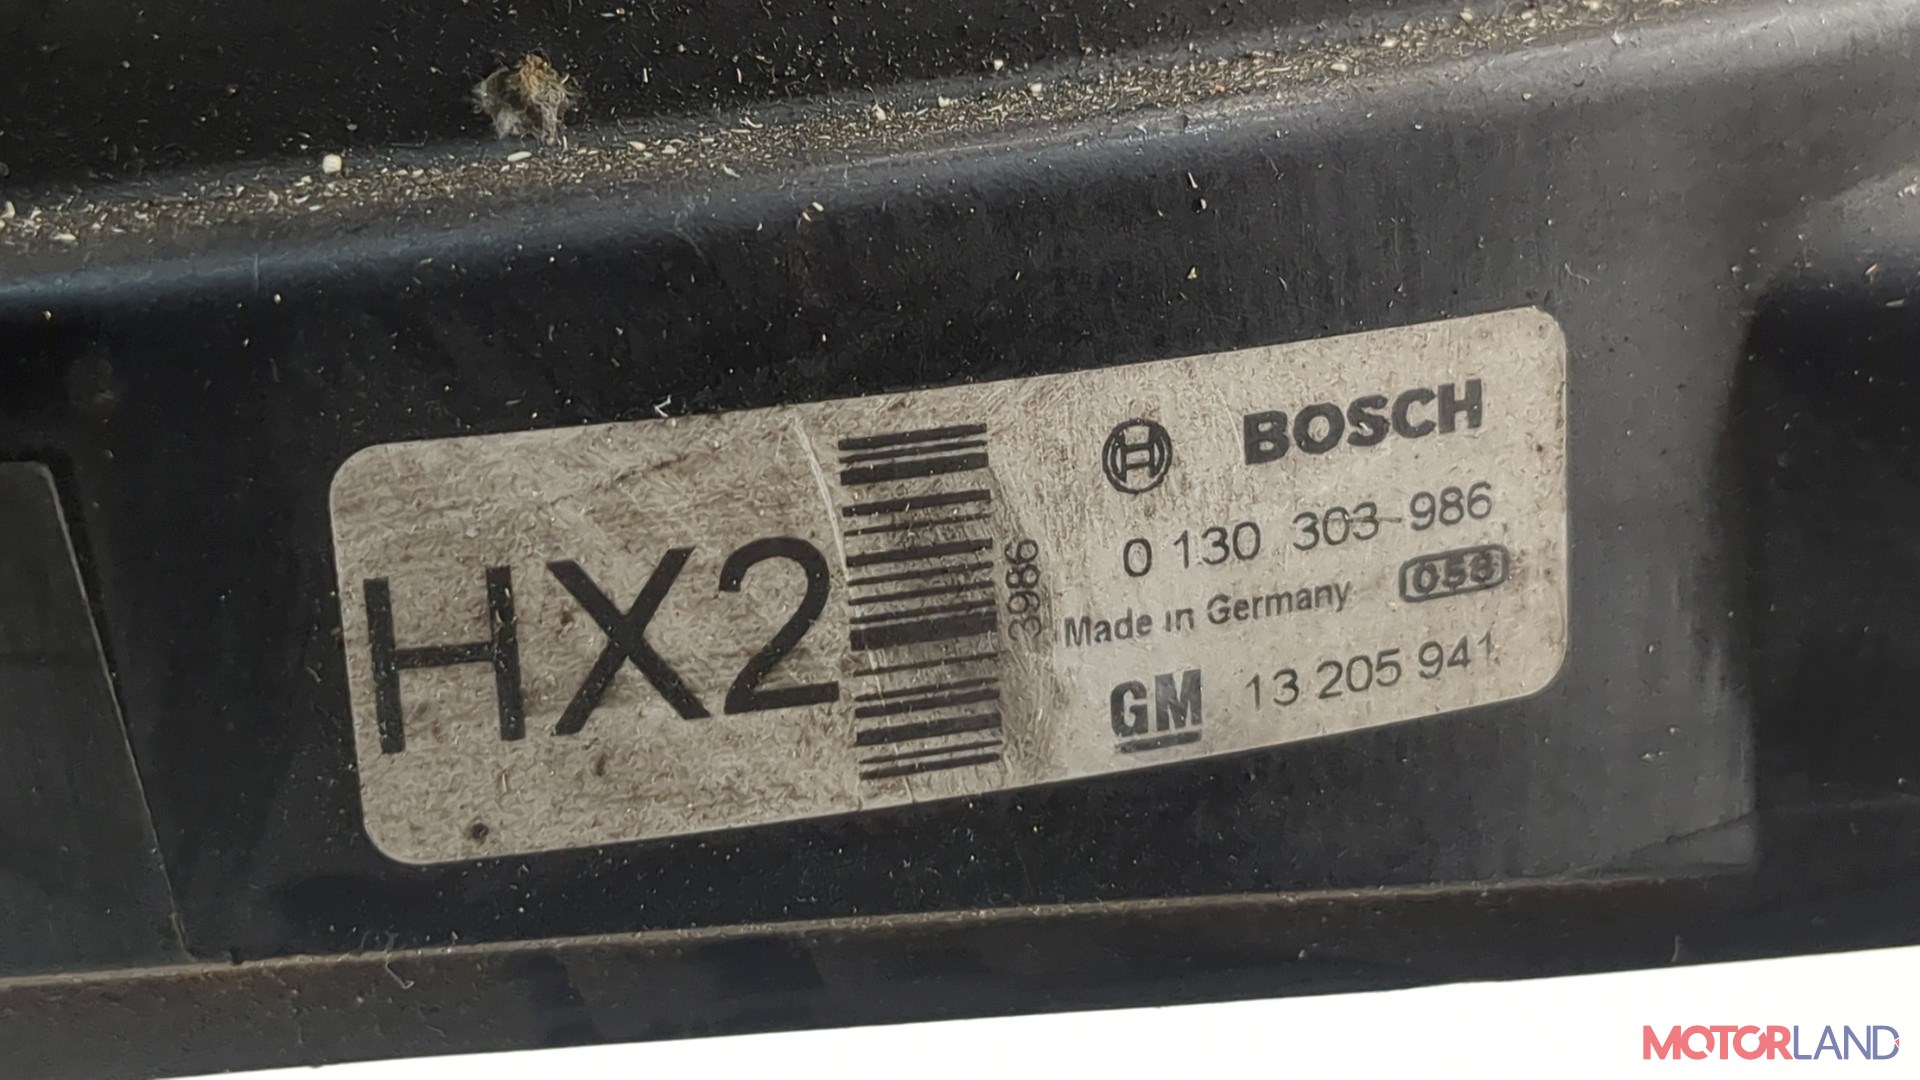 HX2
3986
BOSCH
0 130 303 986
Made in Germany 058
GM 13 205 941
MOTORLAND